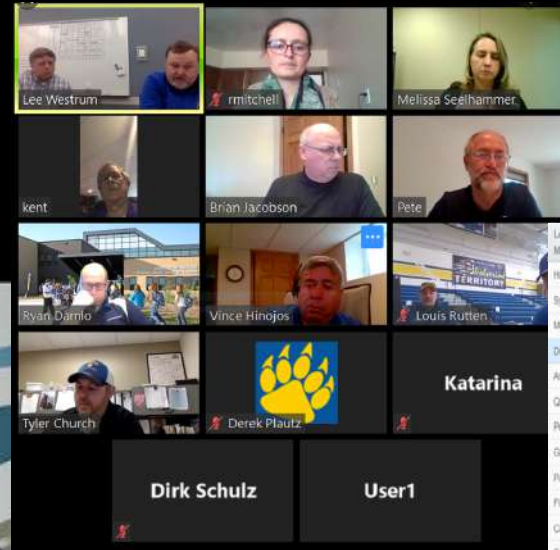 Lee Westrum
rmitchell
Melissa Seelhammer
kent
Brian Jacobson
Pete
TERRITORY
Ryan Darnlo
Vince Hinojos
Louis Rutten
Tyler Church
Derek Plautz
Katarina
Dirk Schulz
User1